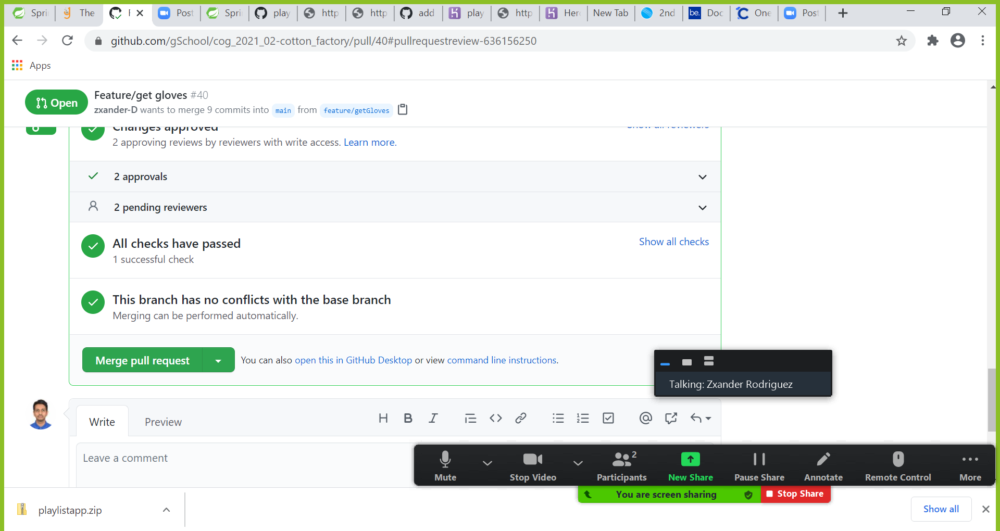 Spri
The
F
Post
Spri
play
http
http
add
play
http
Her
New Tab
2nd
be. Doc
One
Post
github.com/gSchool/cog_2021_02-cotton_factory/pull/40#pullrequestreview-636156250
Apps
Open
Feature/get gloves #40
zxander-D wants to merge 9 commits into main from feature/getGloves
Changes approved
Show all reviewers
2 approving reviews by reviewers with write access. Learn more.
2 approvals
2 pending reviewers
All checks have passed
Show all checks
1 successful check
This branch has no conflicts with the base branch
Merging can be performed automatically.
Merge pull request
You can also open this in GitHub Desktop or view command line instructions.
Talking: Zxander Rodriguez
Write
Preview
Leave a comment
Mute
Stop Video
2
Participants
New Share
Pause Share
Annotate
Remote Control
More
You are screen sharing
Stop Share
playlistapp.zip
Show all